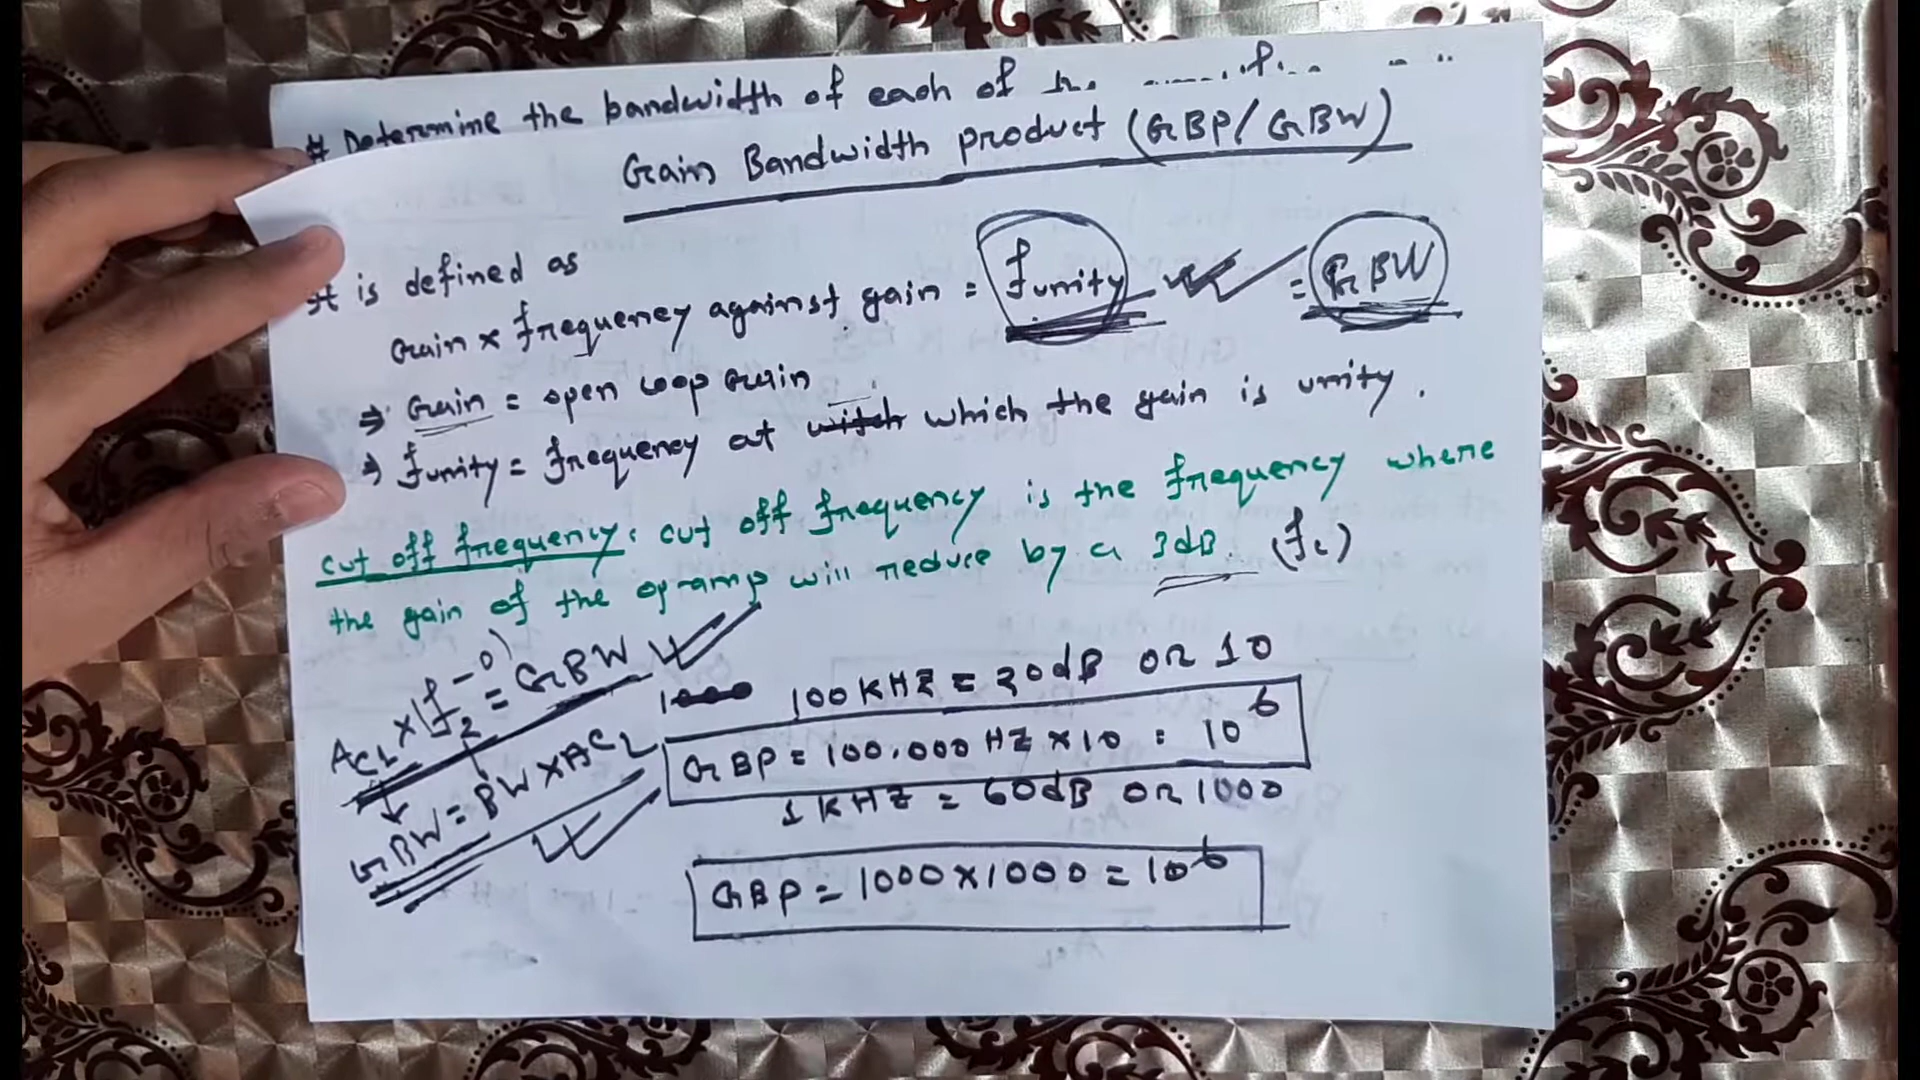 # Determine the bandwidth of each of
Gain Bandwidth product (GBP/GBW)
It is defined as
Gain x frequency against gain = funity = GBW
⇒ Gain = open loop Gain
⇒ funity = frequency at witch which the gain is unity.
cut off frequency: cut off frequency is the frequency where
the gain of the op-amp will reduce by a 3dB. (fc)
ACL x f2 = GBW
GBW = BW x ACL
100 KHZ = 20dB OR 10
GBP = 100.000 HZ x 10 = 10^6
1 KHZ = 60dB OR 1000
GBP = 1000 x 1000 = 10^6